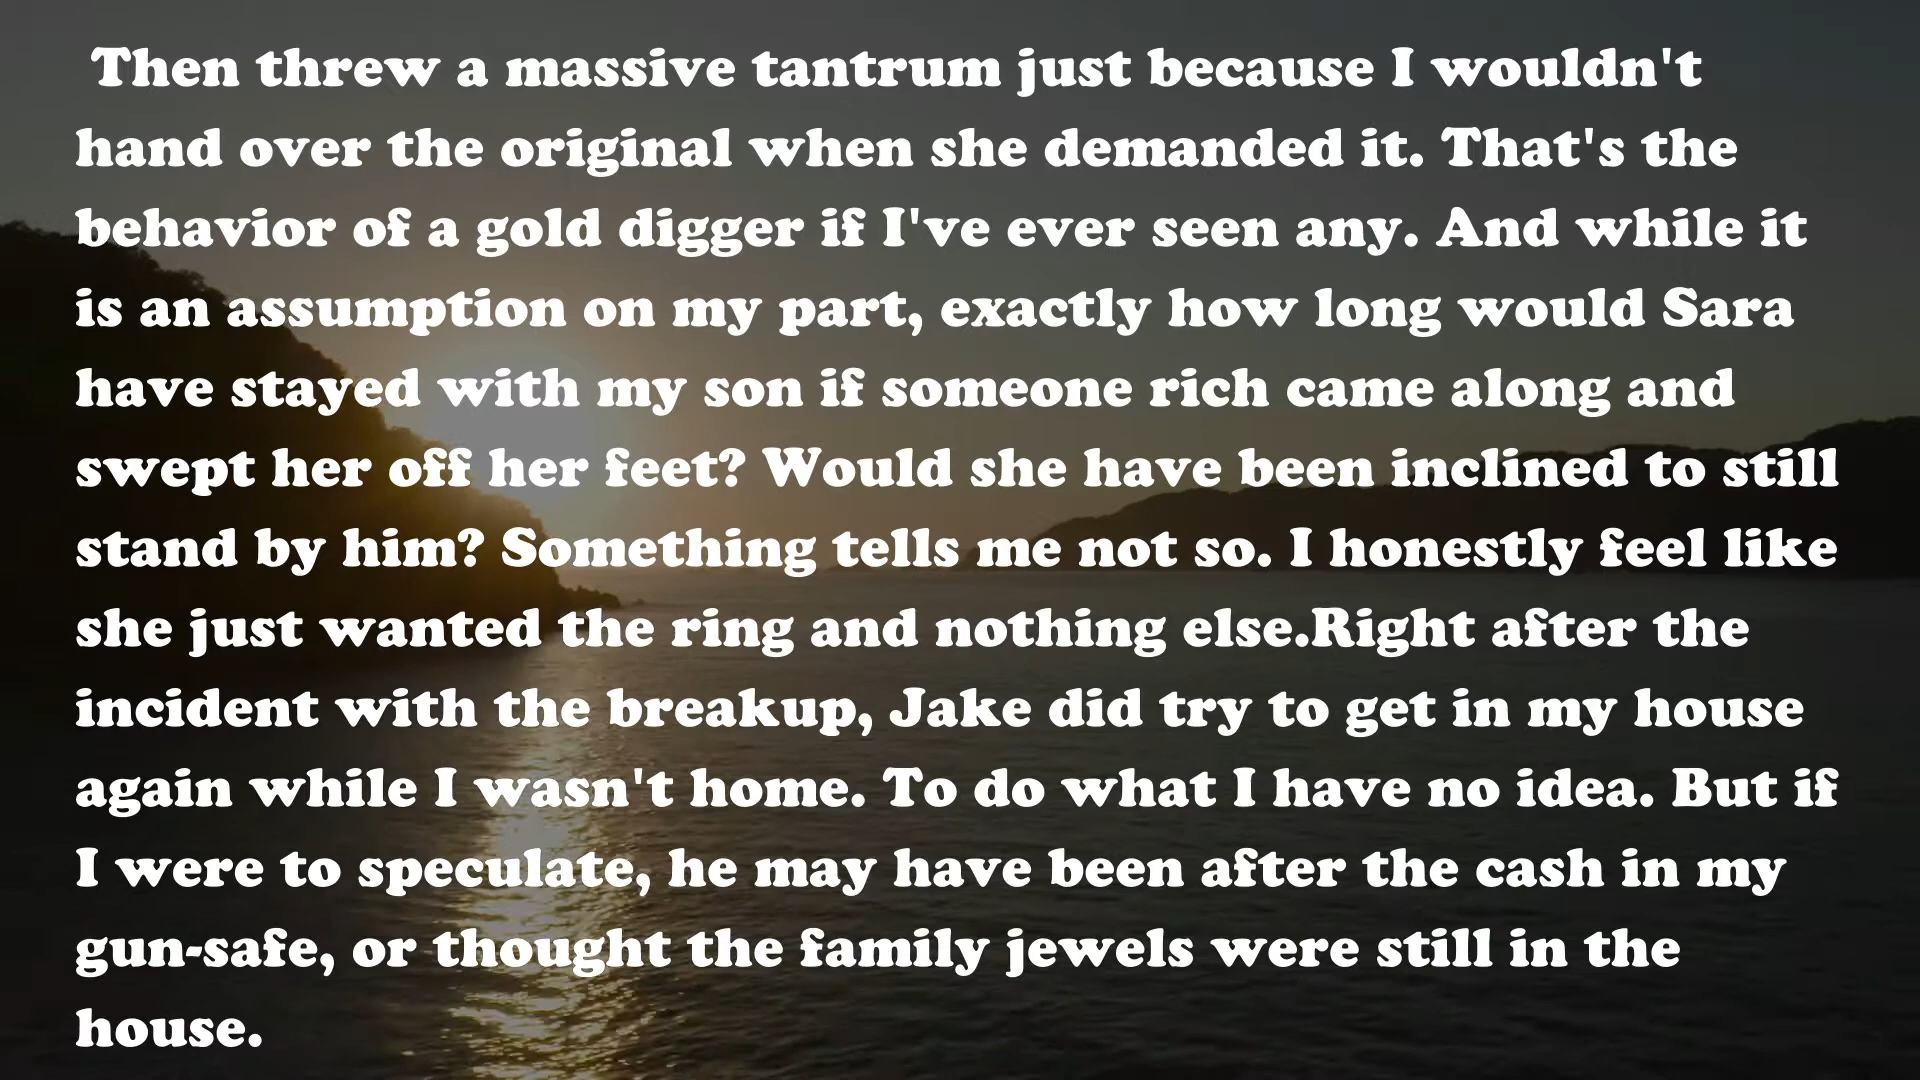 Then threw a massive tantrum just because I wouldn't
hand over the original when she demanded it. That's the
behavior of a gold digger if I've ever seen any. And while it
is an assumption on my part, exactly how long would Sara
have stayed with my son if someone rich came along and
swept her off her feet? Would she have been inclined to still
stand by him? Something tells me not so. I honestly feel like
she just wanted the ring and nothing else.Right after the
incident with the breakup, Jake did try to get in my house
again while I wasn't home. To do what I have no idea. But if
I were to speculate, he may have been after the cash in my
gun-safe, or thought the family jewels were still in the
house.